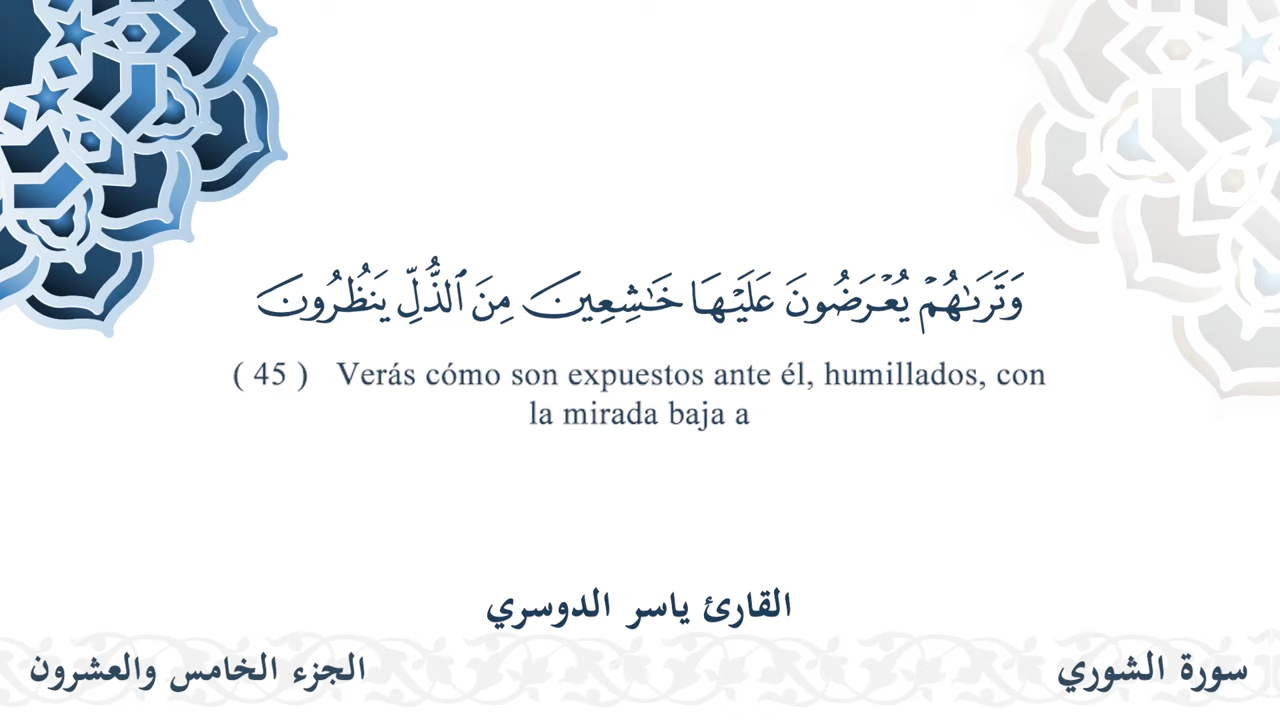 وَتَرَىٰهُمْ يُعْرَضُونَ عَلَيْهَا خَٰشِعِينَ مِنَ ٱلذُّلِّ يَنظُرُونَ
( 45 ) Verás cómo son expuestos ante él, humillados, con
la mirada baja a
القارئ ياسر الدوسري
سورة الشوري
الجزء الخامس والعشرون